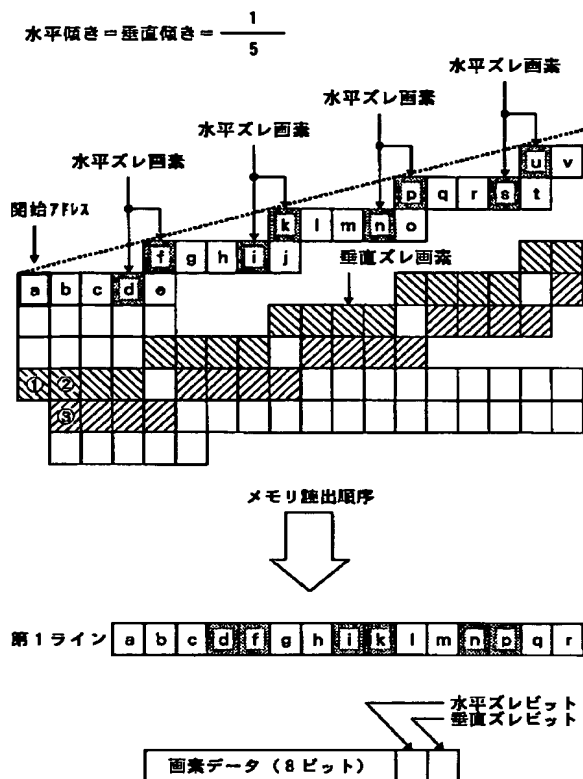 水平傾き＝垂直傾き＝1/5
水平ズレ画素
水平ズレ画素
水平ズレ画素
水平ズレ画素
開始アドレス
u v
p q r s t
k l m n o
f g h i j
垂直ズレ画素
a b c d e
① ②
③
メモリ読出順序
第1ライン a b c d f g h i k l m n p q r
水平ズレビット
垂直ズレビット
画素データ（8ビット）